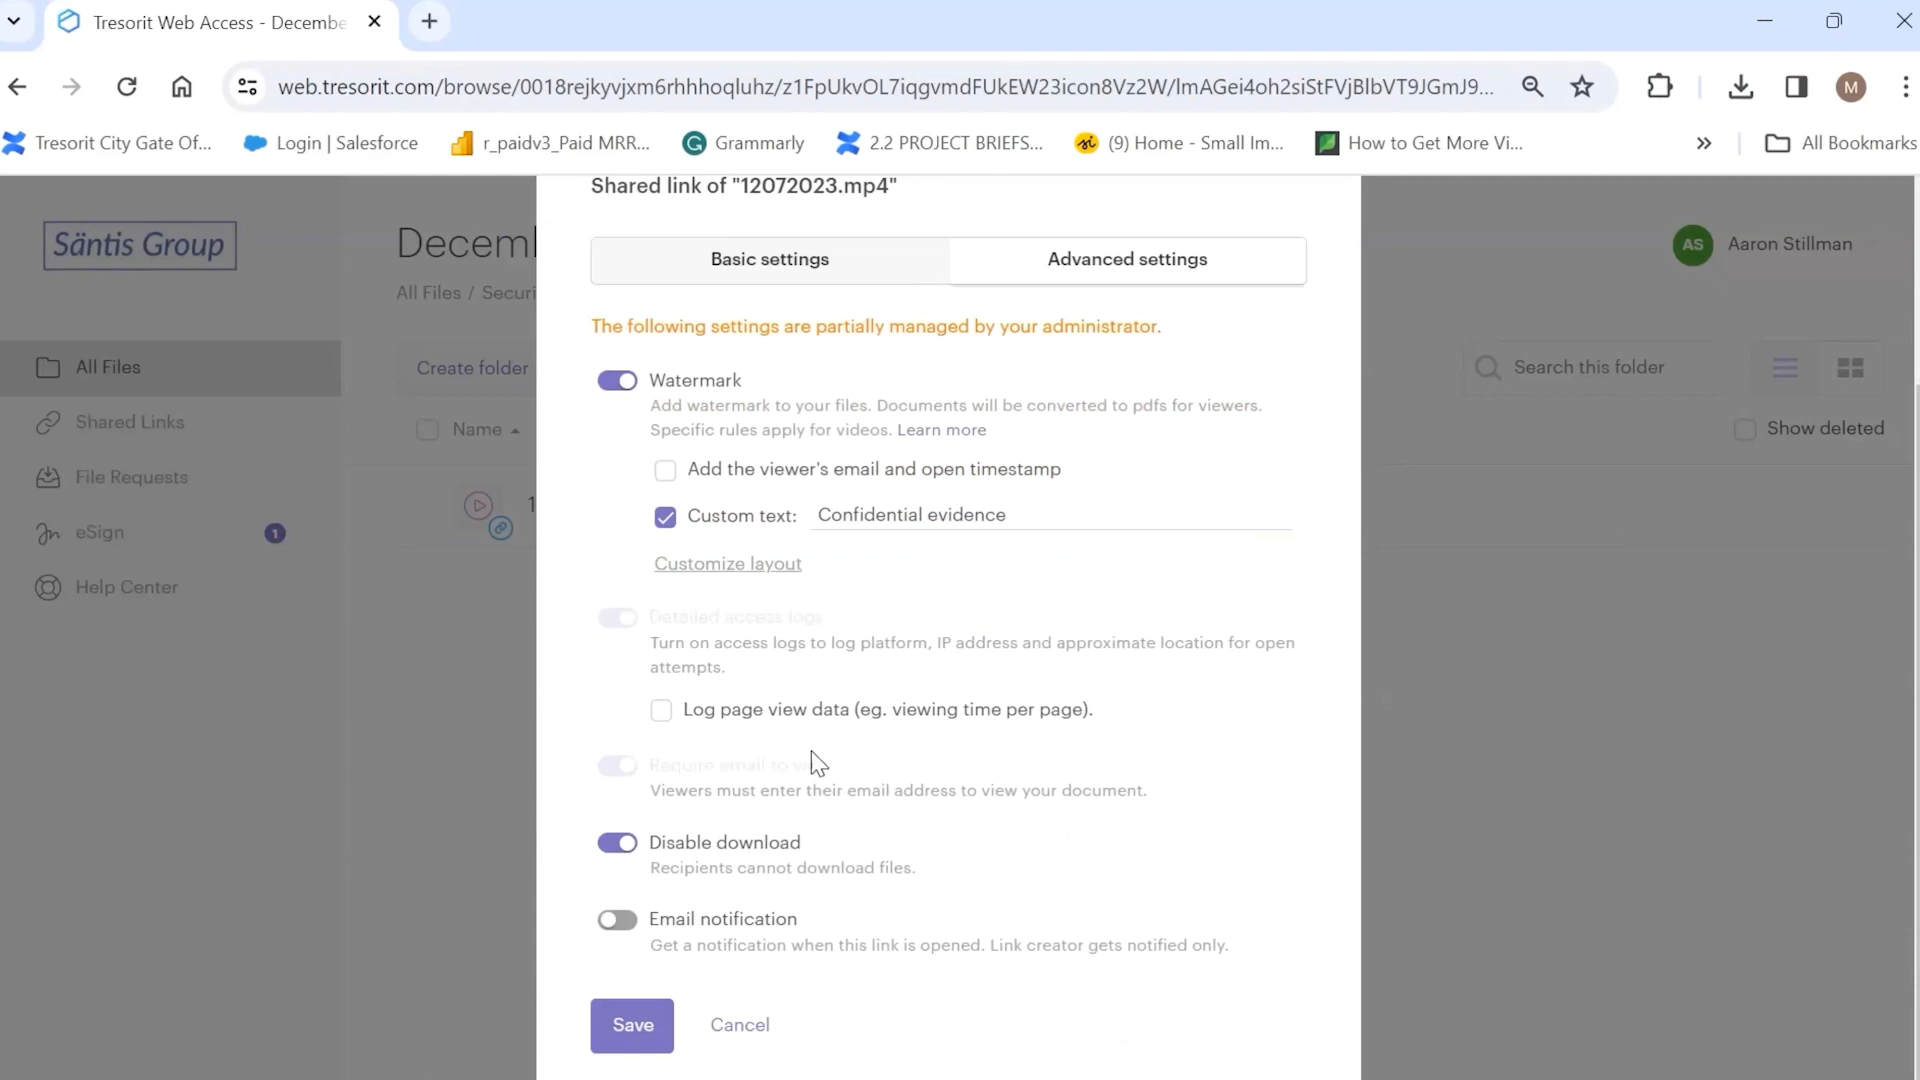 Tresorit Web Access - Decembe
web.tresorit.com/browse/0018rejkyvjxm6rhhhoqluhz/z1FpUkvOL7iqgvmdFUkEW23icon8Vz2W/lmAGei4oh2siStFVjBlbVT9JGmJ9...
M
Tresorit City Gate Of...
Login | Salesforce
r_paidv3_Paid MRR...
Grammarly
2.2 PROJECT BRIEFS...
(9) Home - Small Im...
How to Get More Vi...
All Bookmarks
Shared link of "12072023.mp4"
Säntis Group
Decem
AS Aaron Stillman
Basic settings
Advanced settings
All Files / Securi
The following settings are partially managed by your administrator.
All Files
Create folder
Search this folder
Watermark
Add watermark to your files. Documents will be converted to pdfs for viewers.
Specific rules apply for videos. Learn more
Shared Links
Name
Show deleted
Add the viewer's email and open timestamp
File Requests
1
Custom text: Confidential evidence
eSign
1
Customize layout
Help Center
Detailed access logs
Turn on access logs to log platform, IP address and approximate location for open
attempts.
Log page view data (eg. viewing time per page).
Require email to
Viewers must enter their email address to view your document.
Disable download
Recipients cannot download files.
Email notification
Get a notification when this link is opened. Link creator gets notified only.
Save
Cancel